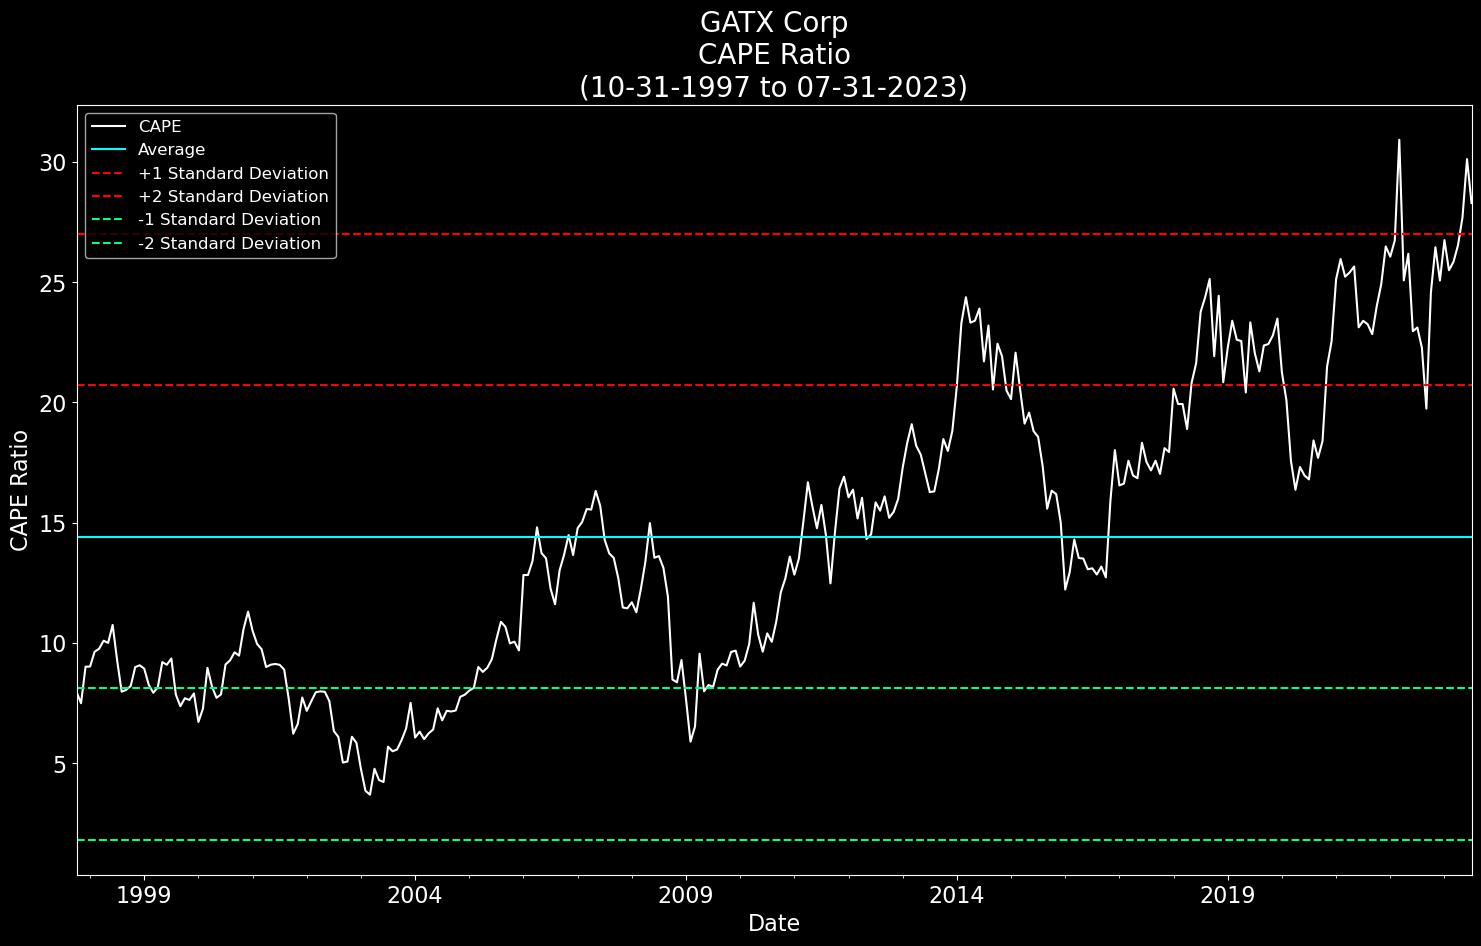 GATX Corp
CAPE Ratio
(10-31-1997 to 07-31-2023)
CAPE
Average
+1 Standard Deviation
+2 Standard Deviation
-1 Standard Deviation
-2 Standard Deviation
30
25
20
15
10
5
CAPE Ratio
1999
2004
2009
2014
2019
Date